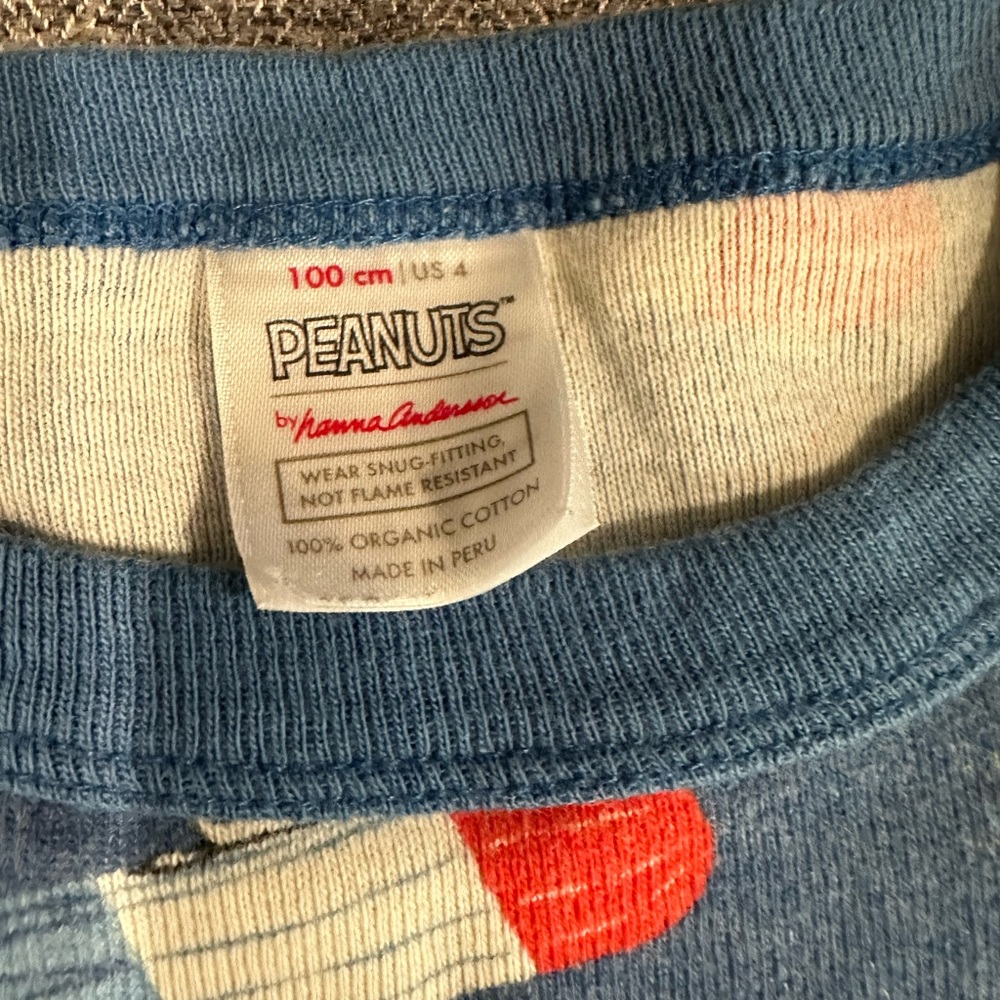 100 cm | US 4
PEANUTS™
by hanna Andersson
WEAR SNUG-FITTING,
NOT FLAME RESISTANT
100% ORGANIC COTTON
MADE IN PERU